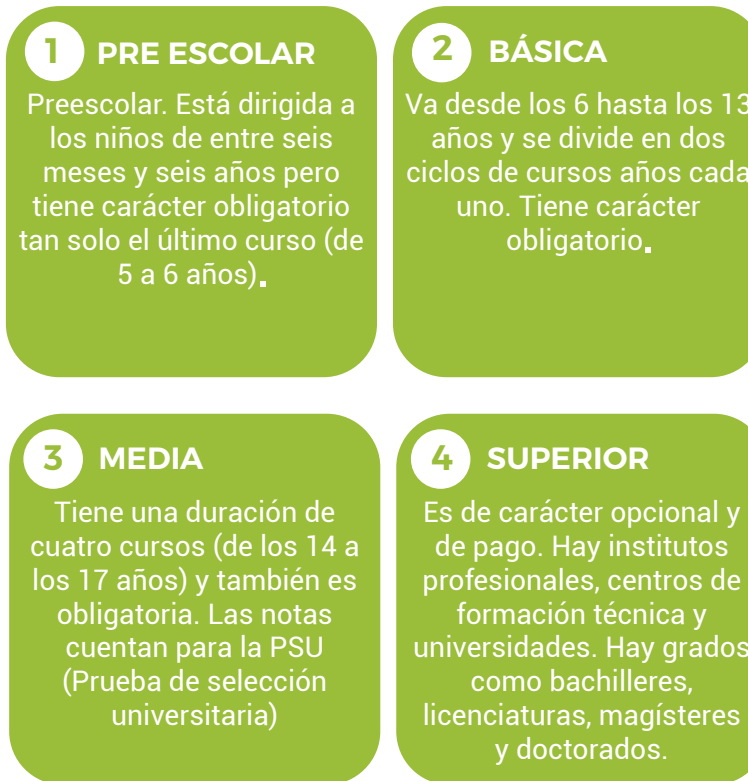 1 PRE ESCOLAR
Preescolar. Está dirigida a
los niños de entre seis
meses y seis años pero
tiene carácter obligatorio
tan solo el último curso (de
5 a 6 años).
2 BÁSICA
Va desde los 6 hasta los 13
años y se divide en dos
ciclos de cursos años cada
uno. Tiene carácter
obligatorio.
3 MEDIA
Tiene una duración de
cuatro cursos (de los 14 a
los 17 años) y también es
obligatoria. Las notas
cuentan para la PSU
(Prueba de selección
universitaria)
4 SUPERIOR
Es de carácter opcional y
de pago. Hay institutos
profesionales, centros de
formación técnica y
universidades. Hay grados
como bachilleres,
licenciaturas, magísteres
y doctorados.